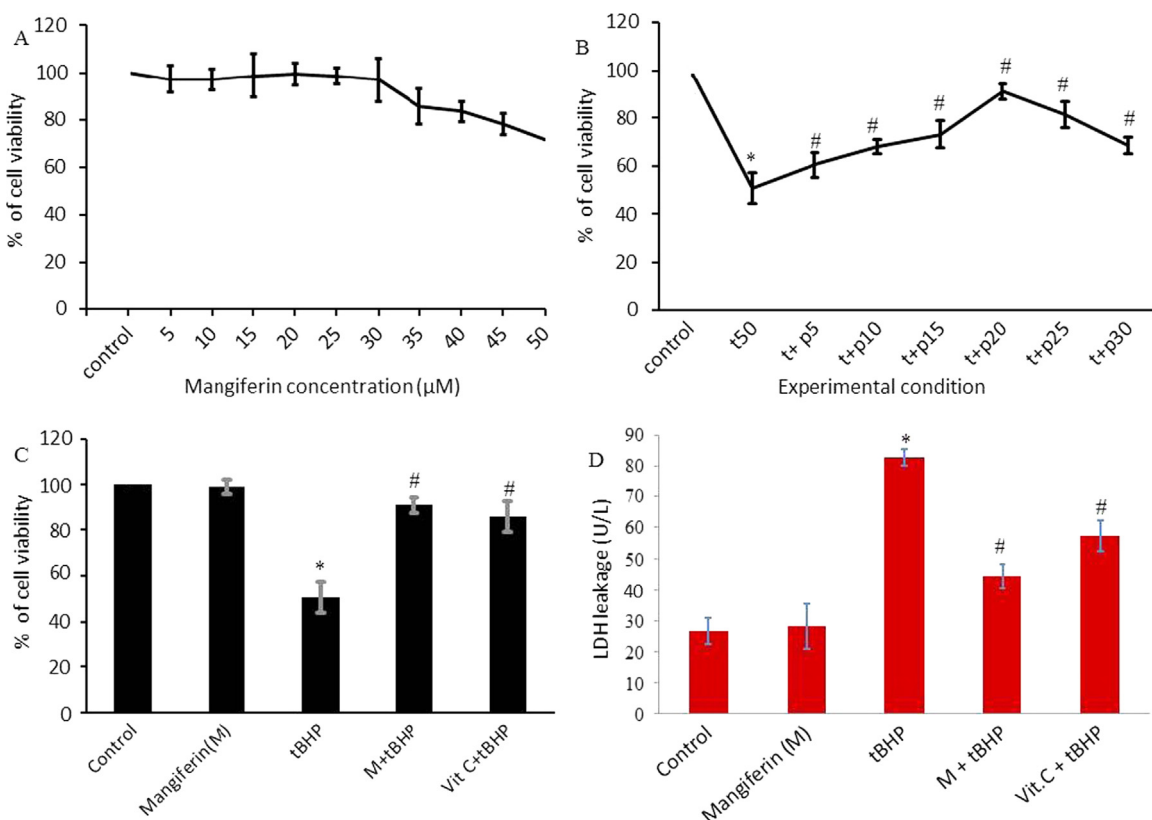 A
% of cell viability
120
100
80
60
40
20
0
control
5
10
15
20
25
30
35
40
45
50
Mangiferin concentration (µM)
B
% of cell viability
120
100
80
60
40
20
0
*
#
#
#
#
#
#
control
t50
t+ p5
t+p10
t+p15
t+p20
t+p25
t+p30
Experimental condition
C
% of cell viability
120
100
80
60
40
20
0
*
#
#
Control
Mangiferin(M)
tBHP
M+tBHP
Vit C+tBHP
D
LDH leakage (U/L)
90
80
70
60
50
40
30
20
10
0
*
#
#
Control
Mangiferin (M)
tBHP
M + tBHP
Vit.C + tBHP